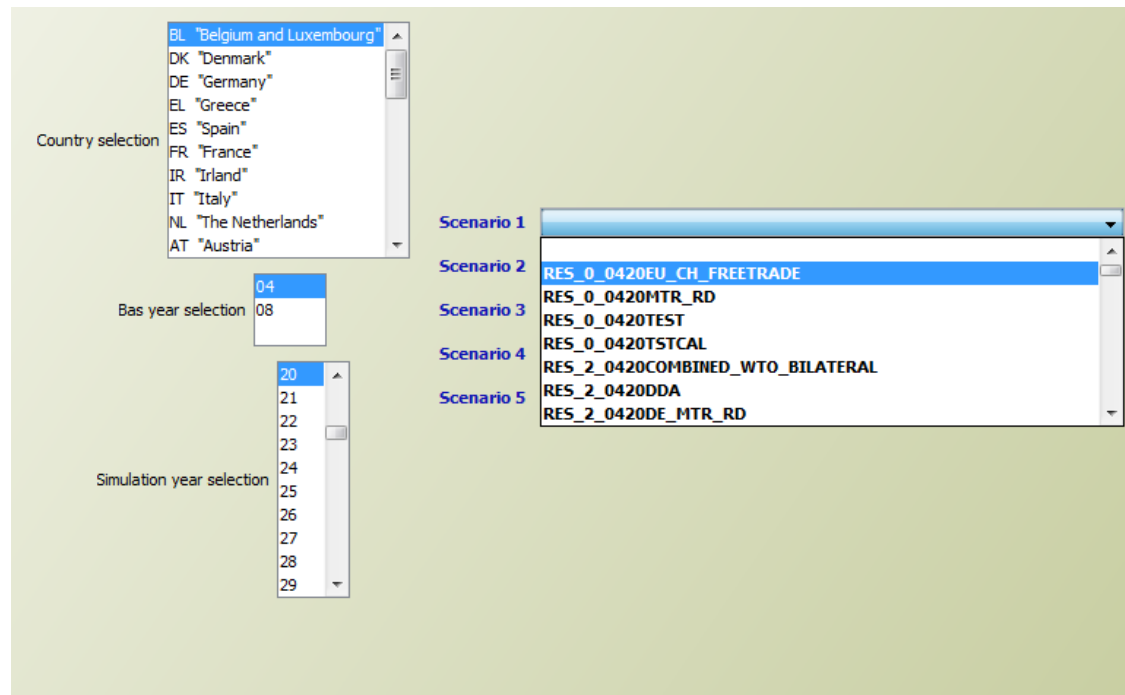 BL "Belgium and Luxembourg"
DK "Denmark"
DE "Germany"
EL "Greece"
Country selection
ES "Spain"
FR "France"
IR "Irland"
IT "Italy"
NL "The Netherlands"
AT "Austria"
Bas year selection
04
08
Simulation year selection
20
21
22
23
24
25
26
27
28
29
Scenario 1
Scenario 2
Scenario 3
Scenario 4
Scenario 5
RES_0_0420EU_CH_FREETRADE
RES_0_0420MTR_RD
RES_0_0420TEST
RES_0_0420TSTCAL
RES_2_0420COMBINED_WTO_BILATERAL
RES_2_0420DDA
RES_2_0420DE_MTR_RD